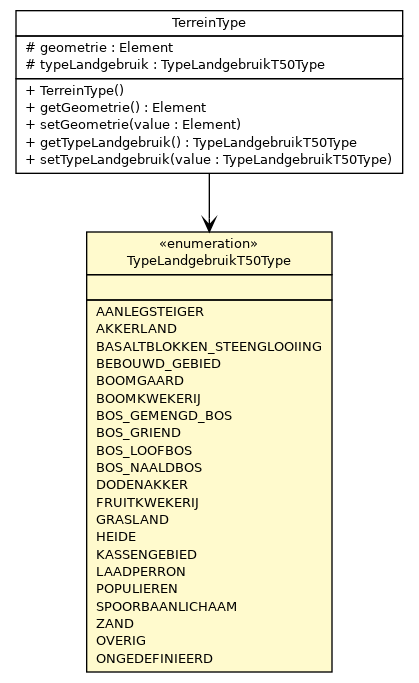 TerreinType
# geometrie : Element
# typeLandgebruik : TypeLandgebruikT50Type
+ TerreinType()
+ getGeometrie() : Element
+ setGeometrie(value : Element)
+ getTypeLandgebruik() : TypeLandgebruikT50Type
+ setTypeLandgebruik(value : TypeLandgebruikT50Type)
«enumeration»
TypeLandgebruikT50Type
AANLEGSTEIGER
AKKERLAND
BASALTBLOKKEN_STEENGLOOIING
BEBOUWD_GEBIED
BOOMGAARD
BOOMKWEKERIJ
BOS_GEMENGD_BOS
BOS_GRIEND
BOS_LOOFBOS
BOS_NAALDBOS
DODENAKKER
FRUITKWEKERIJ
GRASLAND
HEIDE
KASSENGEBIED
LAADPERRON
POPULIEREN
SPOORBAANLICHAAM
ZAND
OVERIG
ONGEDEFINIEERD